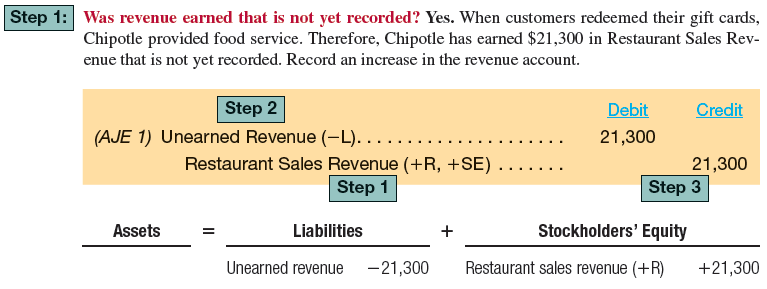 Step 1: Was revenue earned that is not yet recorded? Yes. When customers redeemed their gift cards,
Chipotle provided food service. Therefore, Chipotle has earned $21,300 in Restaurant Sales Rev-
enue that is not yet recorded. Record an increase in the revenue account.
Step 2 Debit Credit
(AJE 1) Unearned Revenue (−L). . . . . . . . . . . . . . . . . . . . . . 21,300
Restaurant Sales Revenue (+R, +SE) . . . . . . . 21,300
Step 1 Step 3
Assets = Liabilities + Stockholders’ Equity
Unearned revenue −21,300 Restaurant sales revenue (+R) +21,300